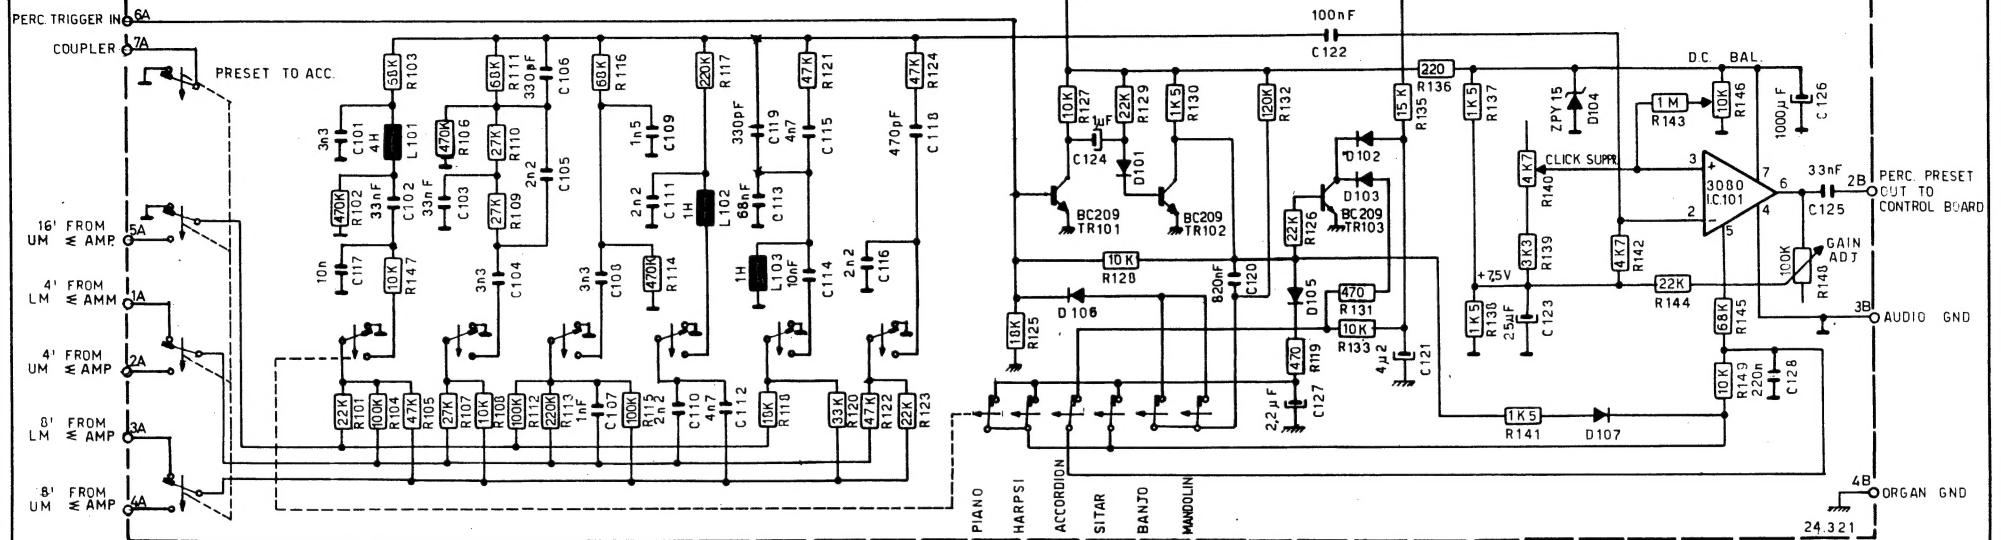 PERC. TRIGGER IN
6A
COUPLER
7A
PRESET TO ACC.
16' FROM
UM ≅ AMP.
5A
4' FROM
LM ≅ AMM
1A
4' FROM
UM ≅ AMP
2A
8' FROM
LM ≅ AMP
3A
8' FROM
UM ≅ AMP
4A
R103
3n3
C101
4H
L101
470K
R102
33nF
C102
10n
C117
10K
R147
68K
R111
330pF
C106
470K
R106
27K
R110
2n2
C105
33nF
C103
27K
R109
3n3
C104
68K
R116
1n5
C109
3n3
C108
470K
R114
220K
R117
2n2
C111
1H
L102
330pF
C119
68nF
C113
1H
L103
47K
R121
4n7
C115
10nF
C114
47K
R124
470pF
C118
2n2
C116
22K
R101
100K
R104
47K
R105
27K
R107
10K
R108
100K
R112
220K
R113
1nF
C107
100K
R115
2n2
C110
4n7
C112
18K
R118
33K
R120
47K
R122
22K
R123
100nF
C122
10K
R127
C124
22K
R129
D101
1K5
R130
BC209
TR101
BC209
TR102
120K
R132
10K
R128
820nF
C120
D106
18K
R125
22K
R126
D102
D103
BC209
TR103
15K
R135
D105
470
R131
10K
R133
470
R119
4µ2
C121
2,2µF
C127
220
R136
1K5
R137
ZPY15
D104
D.C. BAL.
1M
R143
10K
R146
1000µF
C126
4K7
R140
CLICK SUPPR.
3K3
R139
+7,5V
1K5
R138
25µF
C123
4K7
R142
22K
R144
3
+
2
-
3080
I.C.101
7
6
4
5
33nF
C125
2B
PERC. PRESET
OUT TO
CONTROL BOARD
100K
R148
GAIN
ADJ
68K
R145
3B
AUDIO GND
10K
R149
220n
C128
1K5
R141
D107
PIANO
HARPSI
ACCORDION
SITAR
BANJO
MANDOLIN
4B
ORGAN GND
24.321